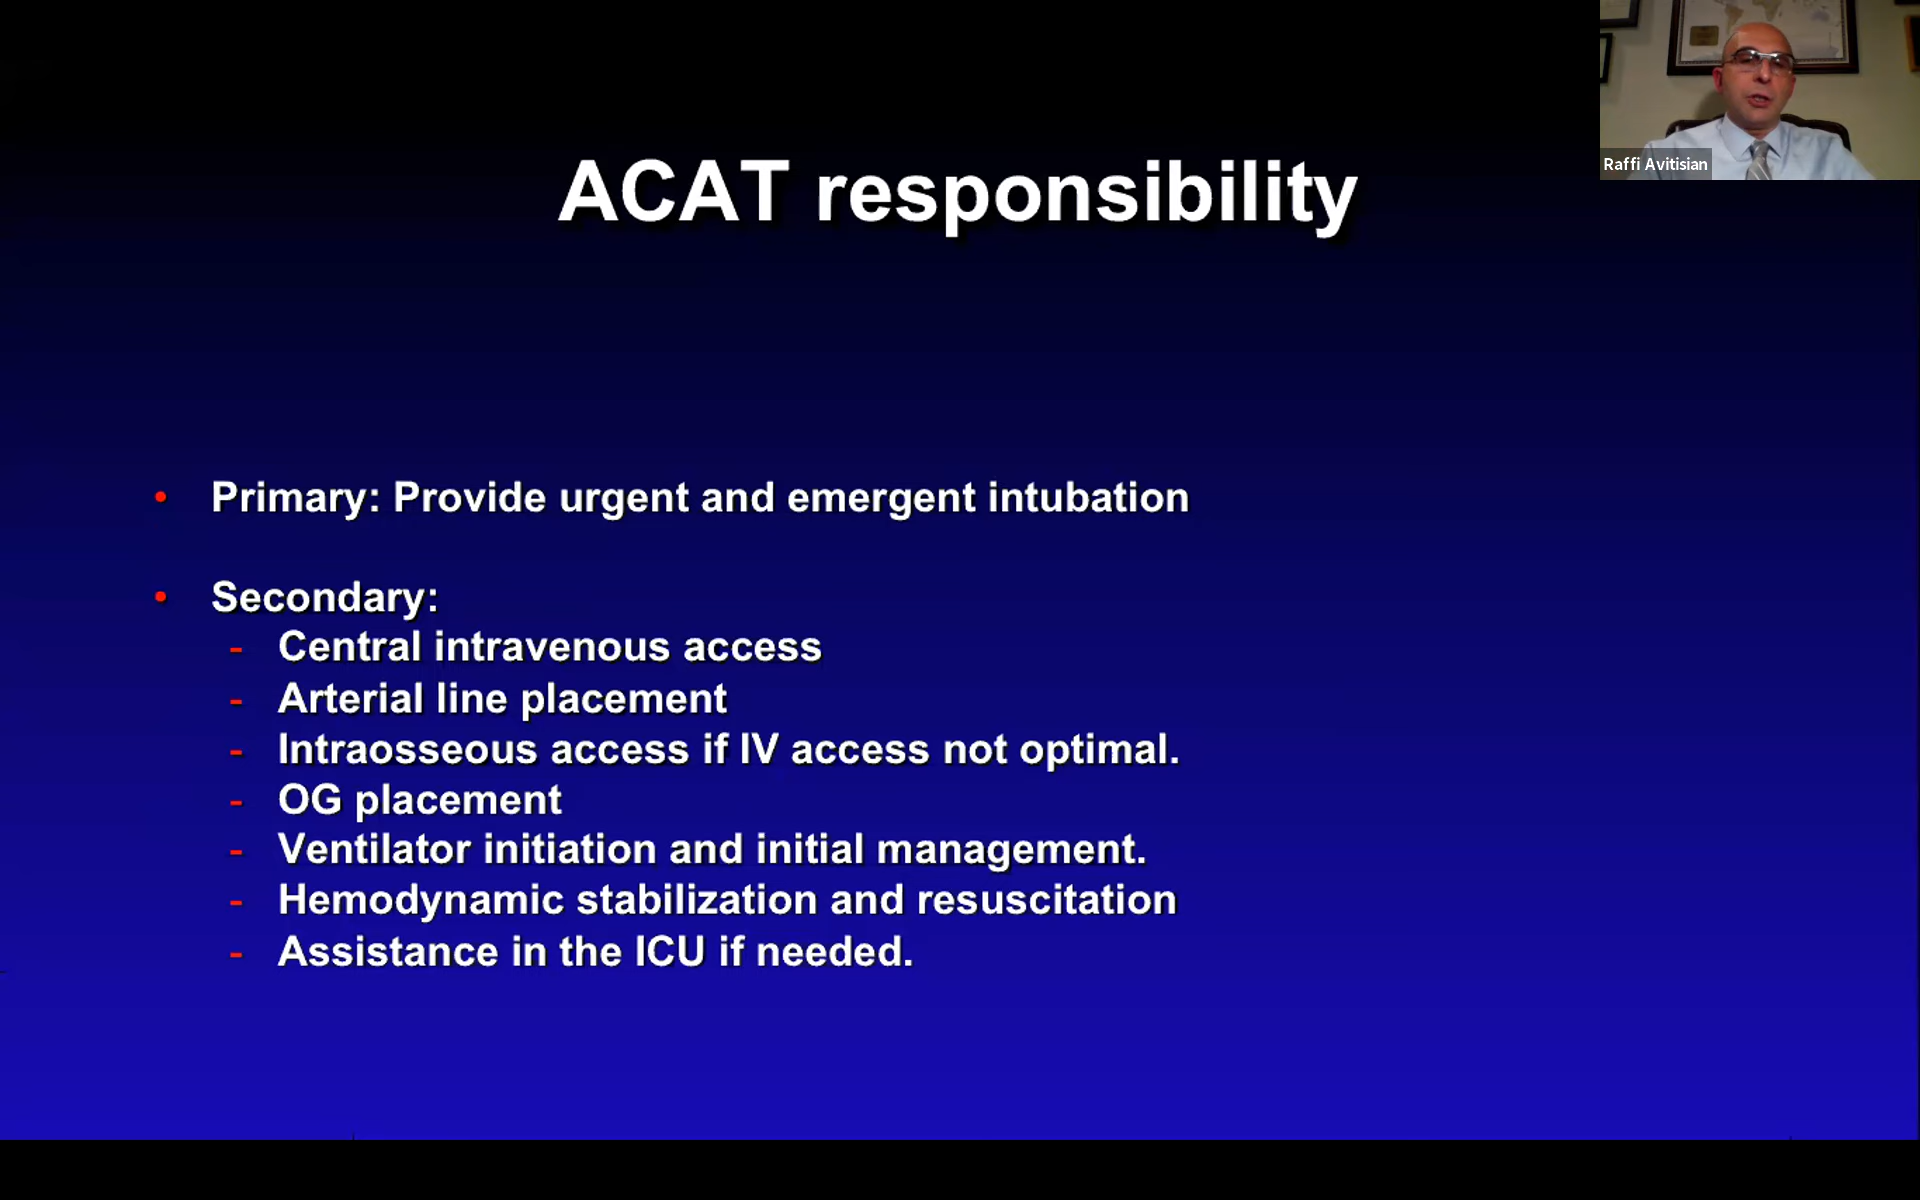 Raffi Avitisian
ACAT responsibility
• Primary: Provide urgent and emergent intubation
• Secondary:
- Central intravenous access
- Arterial line placement
- Intraosseous access if IV access not optimal.
- OG placement
- Ventilator initiation and initial management.
- Hemodynamic stabilization and resuscitation
- Assistance in the ICU if needed.